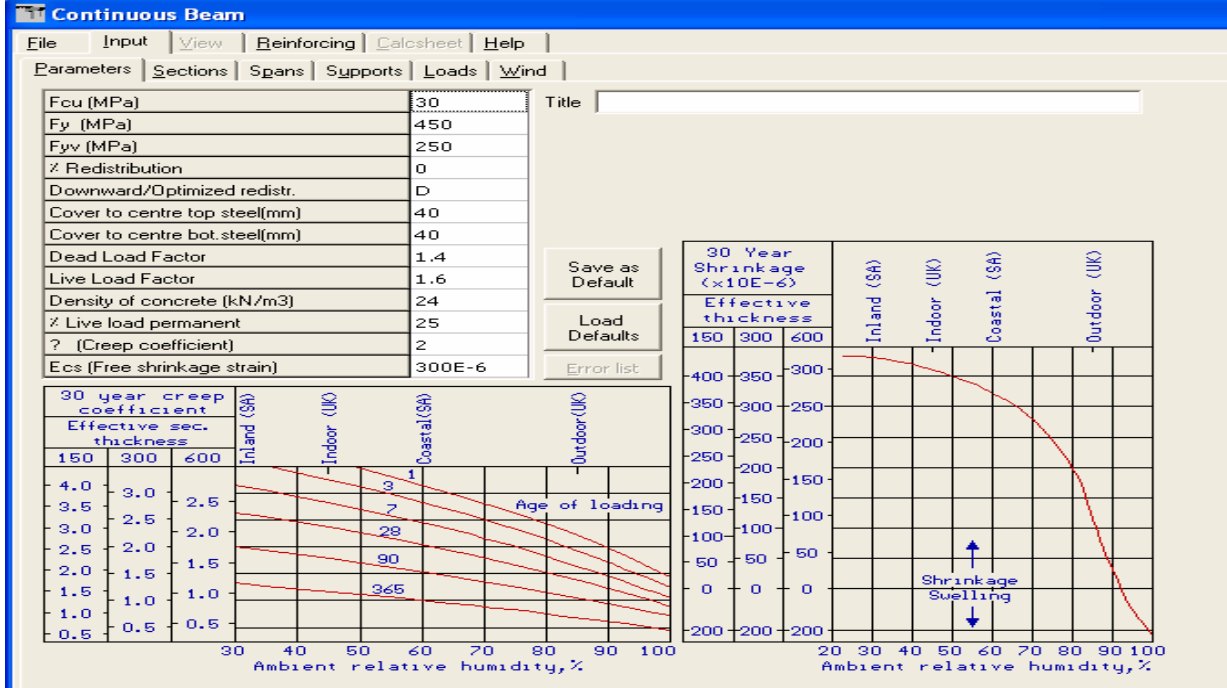 Continuous Beam
File Input View Reinforcing Calcsheet Help
Parameters Sections Spans Supports Loads Wind
Fcu (MPa) 30
Title
Fy (MPa) 450
Fyv (MPa) 250
% Redistribution 0
Downward/Optimized redistr. D
Cover to centre top steel(mm) 40
Cover to centre bot.steel(mm) 40
Dead Load Factor 1.4
Live Load Factor 1.6
Density of concrete (kN/m3) 24
% Live load permanent 25
? (Creep coefficient) 2
Ecs (Free shrinkage strain) 300E-6
Save as
Default
Load
Defaults
Error list
30 year creep
coefficient
Effective sec.
thickness
150 300 600
Inland (SA)
Indoor (UK)
Coastal(SA)
Outdoor(UK)
4.0 3.0 2.5
3.5 2.5 2.0
3.0 2.0 1.5
2.5 1.5 1.0
2.0 1.0 0.5
1.5 0.5
1.0
0.5
1
3
7
28
90
365
Age of loading
30 40 50 60 70 80 90 100
Ambient relative humidity,%
30 Year
Shrinkage
(x10E-6)
Effective
thickness
150 300 600
Inland (SA)
Indoor (UK)
Coastal (SA)
Outdoor (UK)
400 350 300
350 300 250
300 250 200
250 200 150
200 150 100
150 100 50
100 50 0
50 0 200
0 200
200
Shrinkage
Swelling
20 30 40 50 60 70 80 90 100
Ambient relative humidity,%